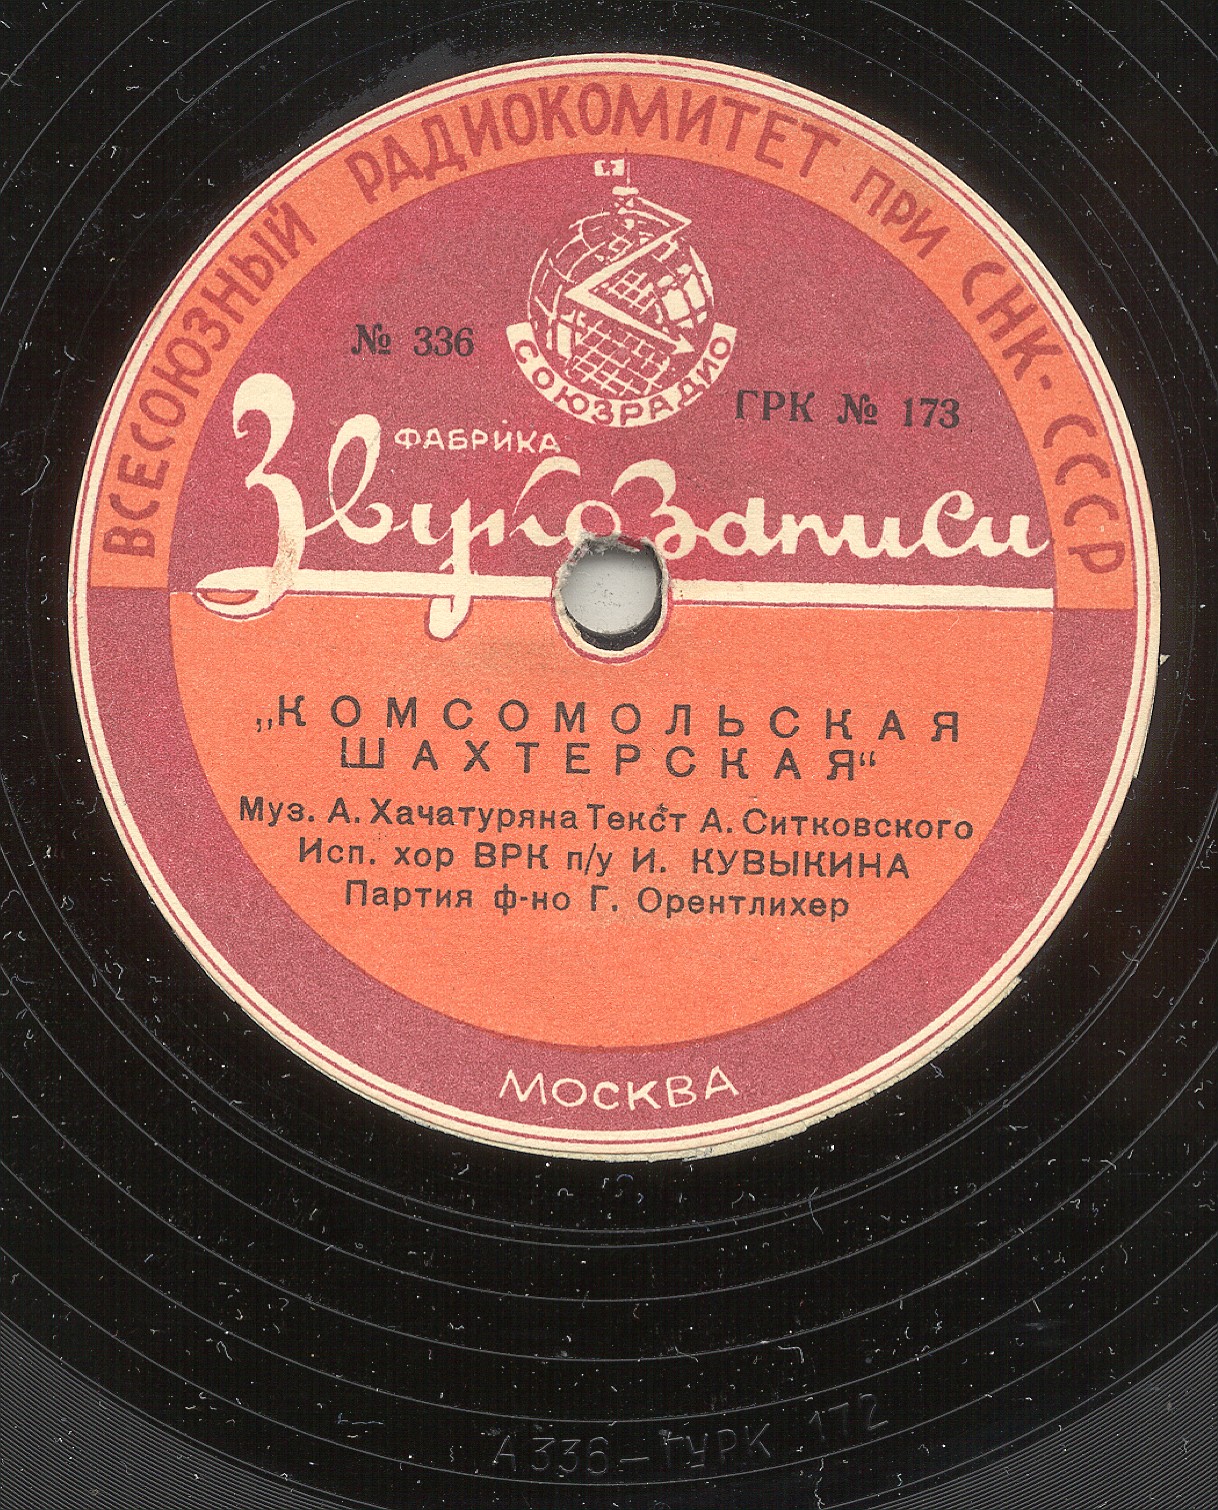 ВСЕСОЮЗНЫЙ РАДИОКОМИТЕТ ПРИ СНК-СССР
СОЮЗРАДИО
№ 336
ГРК № 173
ФАБРИКА
ЗвукоЗаписи
„КОМСОМОЛЬСКАЯ
ШАХТЕРСКАЯ“
Муз. А. Хачатуряна Текст А. Ситковского
Исп. хор ВРК п/у И. КУВЫКИНА
Партия ф-но Г. Орентлихер
МОСКВА
А336-ГУРК 172